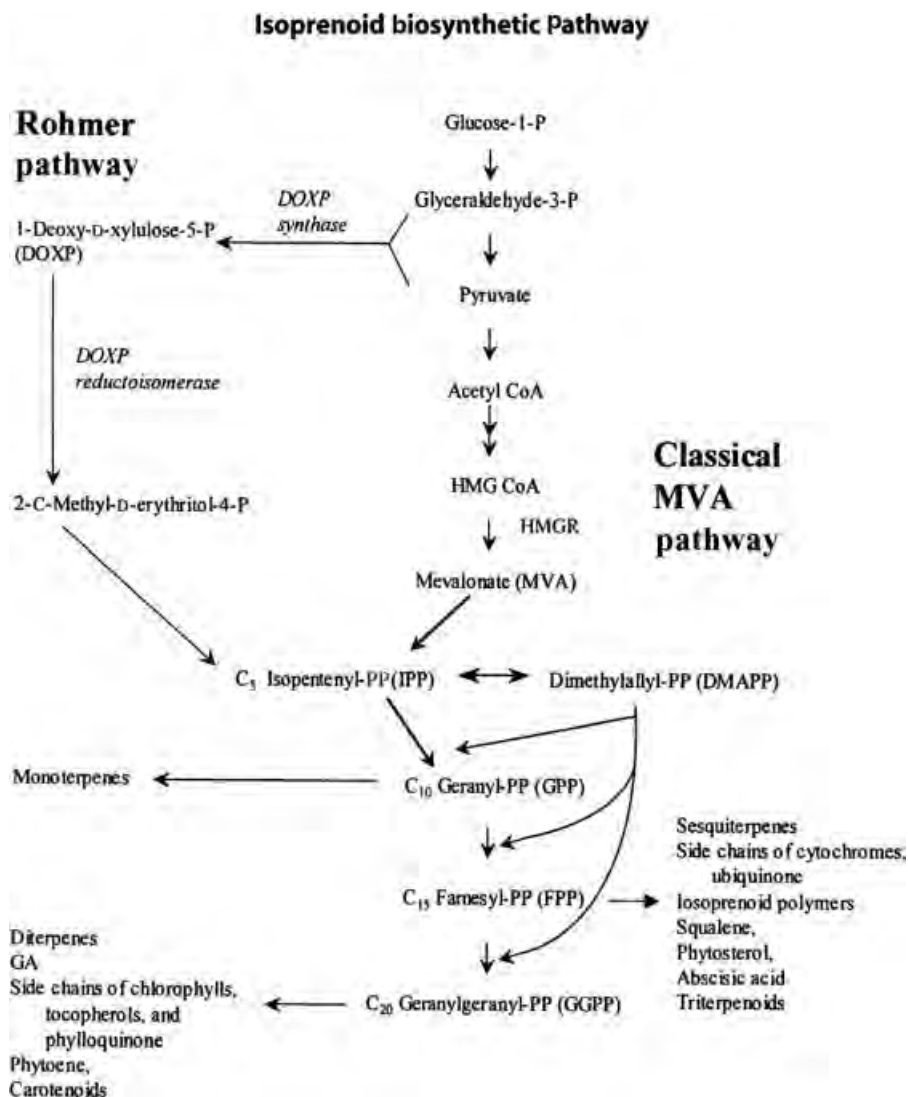 Isoprenoid biosynthetic Pathway
Rohmer
pathway
Glucose-1-P
Glyceraldehyde-3-P
DOXP
synthase
1-Deoxy-D-xylulose-5-P
(DOXP)
Pyruvate
DOXP
reductoisomerase
Acetyl CoA
Classical
MVA
pathway
HMG CoA
2-C-Methyl-D-erythritol-4-P
HMGR
Mevalonate (MVA)
C5 Isopentenyl-PP(IPP)
Dimethylallyl-PP (DMAPP)
Monoterpenes
C10 Geranyl-PP (GPP)
Sesquiterpenes
Side chains of cytochromes,
ubiquinone
C15 Farnesyl-PP (FPP)
Iosoprenoid polymers
Squalene,
Phytosterol,
Abscisic acid
Triterpenoids
Diterpenes
GA
Side chains of chlorophylls,
tocopherols, and
phylloquinone
Phytoene,
Carotenoids
C20 Geranylgeranyl-PP (GGPP)